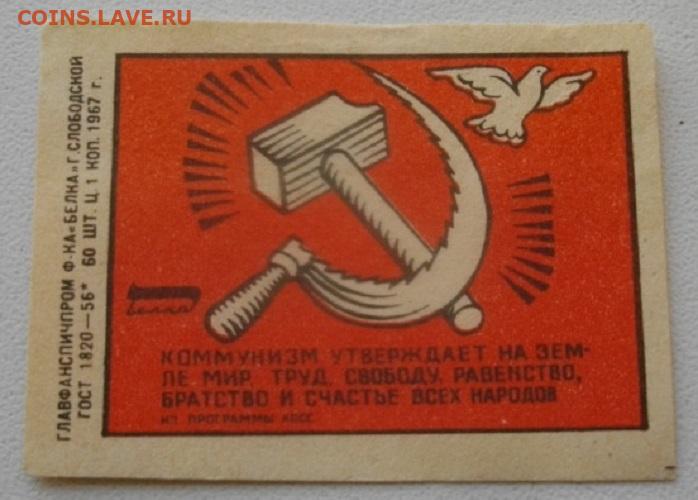 COINS.LAVE.RU
ГЛАВФАНСПИЧПРОМ Ф-КА «БЕЛКА» Г. СЛОБОДСКОЙ
ГОСТ 1820—56* 60 ШТ. Ц. 1 КОП. 1967 г.
белка
КОММУНИЗМ УТВЕРЖДАЕТ НА ЗЕМ-
ЛЕ МИР, ТРУД, СВОБОДУ, РАВЕНСТВО,
БРАТСТВО И СЧАСТЬЕ ВСЕХ НАРОДОВ
ИЗ ПРОГРАММЫ КПСС